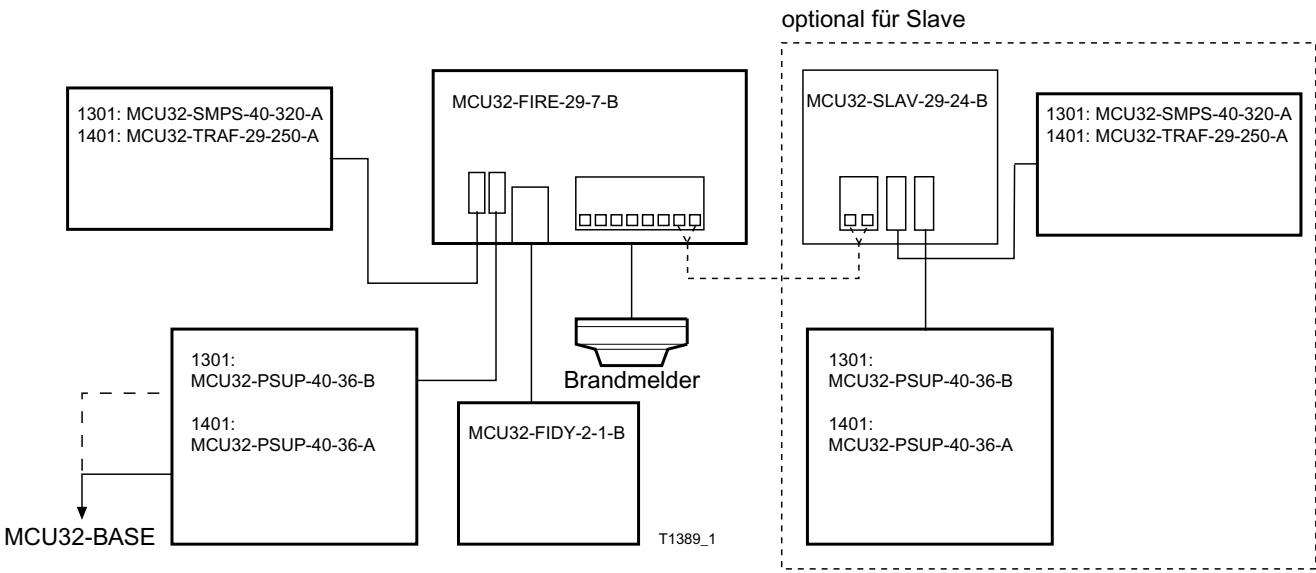 optional für Slave
1301: MCU32-SMPS-40-320-A
1401: MCU32-TRAF-29-250-A
MCU32-FIRE-29-7-B
MCU32-SLAV-29-24-B
1301: MCU32-SMPS-40-320-A
1401: MCU32-TRAF-29-250-A
1301:
MCU32-PSUP-40-36-B
1401:
MCU32-PSUP-40-36-A
Brandmelder
MCU32-FIDY-2-1-B
1301:
MCU32-PSUP-40-36-B
1401:
MCU32-PSUP-40-36-A
MCU32-BASE
T1389_1